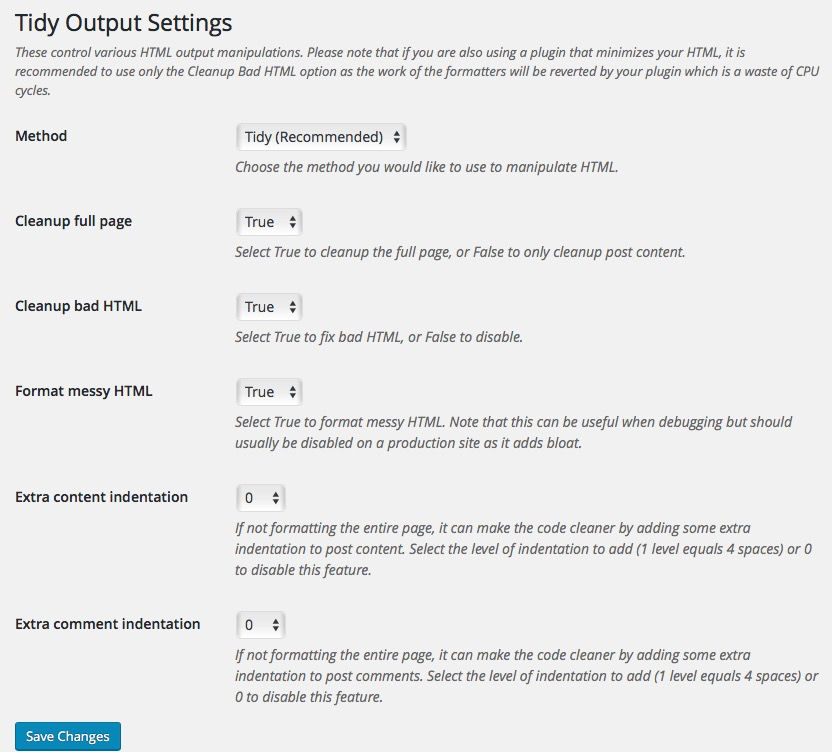 Tidy Output Settings
These control various HTML output manipulations. Please note that if you are also using a plugin that minimizes your HTML, it is
recommended to use only the Cleanup Bad HTML option as the work of the formatters will be reverted by your plugin which is a waste of CPU
cycles.
Method
Tidy (Recommended)
Choose the method you would like to use to manipulate HTML.
Cleanup full page
True
Select True to cleanup the full page, or False to only cleanup post content.
Cleanup bad HTML
True
Select True to fix bad HTML, or False to disable.
Format messy HTML
True
Select True to format messy HTML. Note that this can be useful when debugging but should
usually be disabled on a production site as it adds bloat.
Extra content indentation
0
If not formatting the entire page, it can make the code cleaner by adding some extra
indentation to post content. Select the level of indentation to add (1 level equals 4 spaces) or 0
to disable this feature.
Extra comment indentation
0
If not formatting the entire page, it can make the code cleaner by adding some extra
indentation to post comments. Select the level of indentation to add (1 level equals 4 spaces) or
0 to disable this feature.
Save Changes